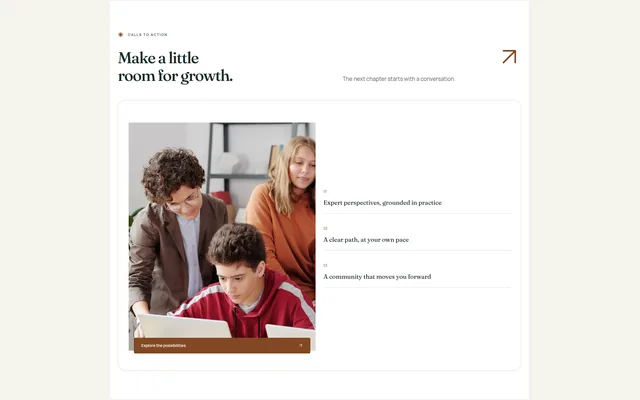 CALLS TO ACTION
Make a little
room for growth.
The next chapter starts with a conversation.
01
Expert perspectives, grounded in practice
02
A clear path, at your own pace
03
A community that moves you forward
Explore the possibilities